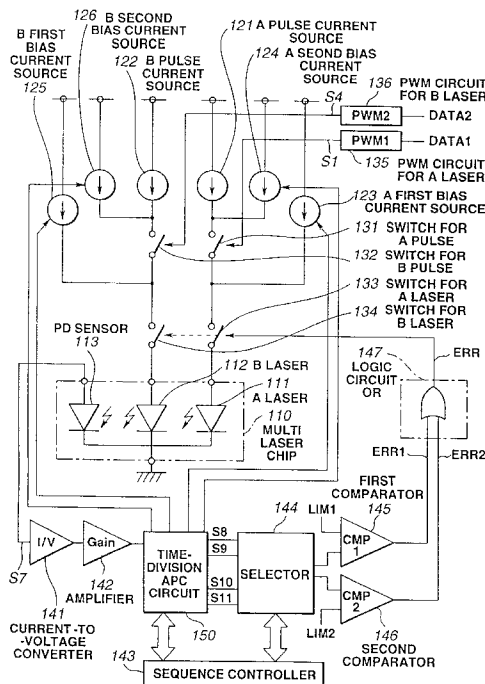 126 B SECOND
BIAS CURRENT
SOURCE
B FIRST
BIAS
CURRENT
SOURCE
125
122 B PULSE
CURRENT
SOURCE
121 A PULSE
CURRENT SOURCE
124 A SEOND BIAS
CURRENT
SOURCE
136 PWM CIRCUIT
FOR B LASER
S4
PWM2
DATA2
PWM1
DATA1
S1
135
PWM CIRCUIT
FOR A LASER
123 A FIRST BIAS
CURRENT SOURCE
131 SWITCH FOR
A PULSE
132 SWITCH FOR
B PULSE
133 SWITCH FOR
A LASER
134 SWITCH FOR
B LASER
PD SENSOR
113
112 B LASER
111
A LASER
110
MULTI
LASER
CHIP
147
LOGIC
CIRCUIT
OR
ERR
ERR1
ERR2
FIRST
COMPARATOR
145
144
LIM1
CMP
1
I/V
Gain
S7
142
AMPLIFIER
141
CURRENT-TO
-VOLTAGE
CONVERTER
TIME-
DIVISION
APC
CIRCUIT
150
S8
S9
S10
S11
SELECTOR
CMP
2
LIM2
146
SECOND
COMPARATOR
143
SEQUENCE CONTROLLER